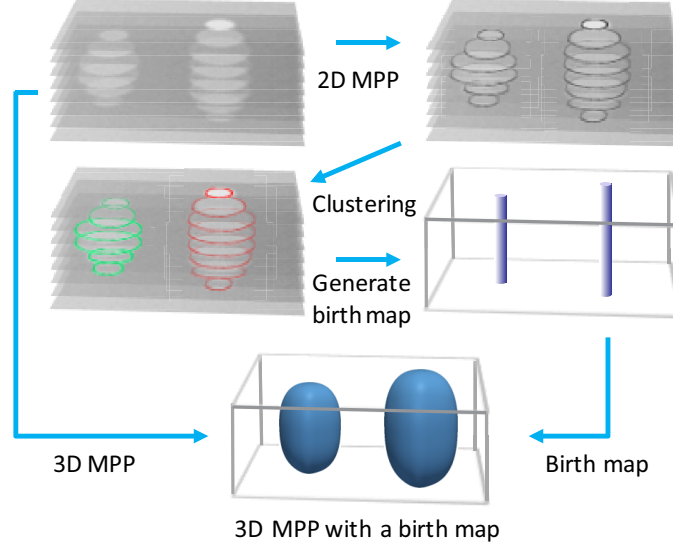 2D MPP
Clustering
Generate
birth map
3D MPP
Birth map
3D MPP with a birth map